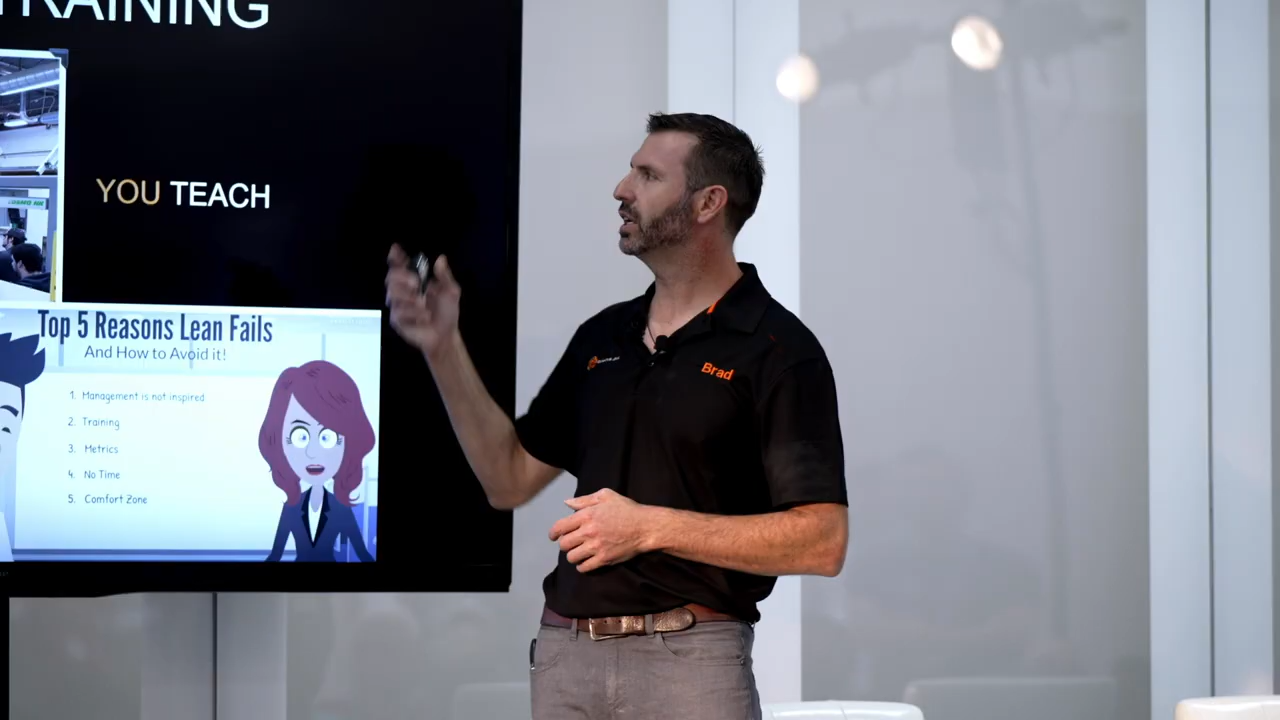 TRAINING
YOU TEACH
Top 5 Reasons Lean Fails
And How to Avoid it!
1. Management is not inspired
2. Training
3. Metrics
4. No Time
5. Comfort Zone
Brad